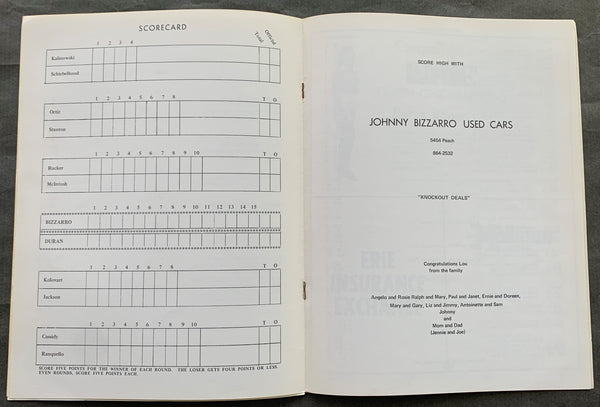 SCORECARD
Total
Official
1 2 3 4
Kalinowski
Schiebelhood
1 2 3 4 5 6 7 8 T O
Ortiz
Stanton
1 2 3 4 5 6 7 8 9 10 T O
Rucker
McIntosh
1 2 3 4 5 6 7 8 9 10 11 12 13 14 15
BIZZARRO
DURAN
1 2 3 4 5 6 7 8 T O
Kolovart
Jackson
1 2 3 4 5 6 7 8 9 10 T O
Cassidy
Ranquello
SCORE FIVE POINTS FOR THE WINNER OF EACH ROUND. THE LOSER GETS FOUR POINTS OR LESS.
EVEN ROUNDS, SCORE FIVE POINTS EACH.
SCORE HIGH WITH
JOHNNY BIZZARRO USED CARS
5454 Peach
864-2532
"KNOCKOUT DEALS"
Congratulations Lou
from the family
Angelo and Rosie Ralph and Mary, Paul and Janet, Ernie and Doreen,
Mary and Gary, Liz and Jimmy, Antoinette and Sam
Johnny
and
Mom and Dad
(Jennie and Joe)
ERIE
INSURANCE
EXCHANGE